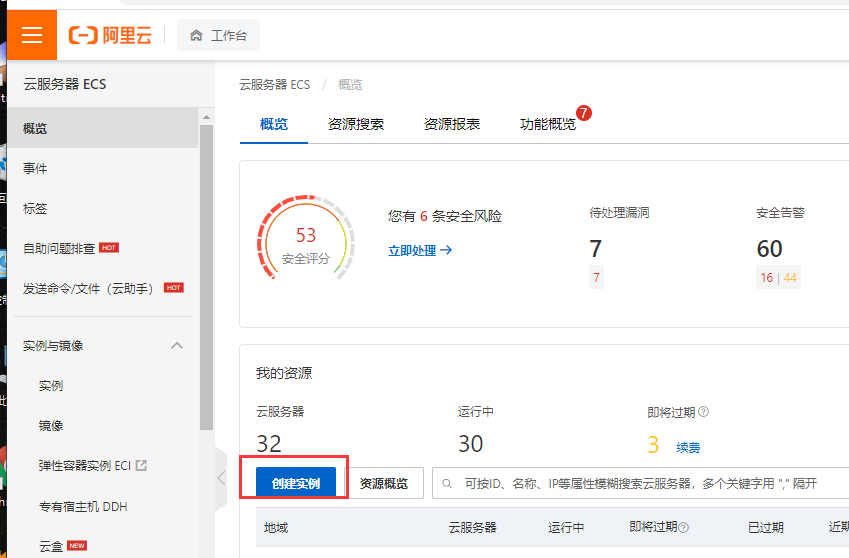 阿里云 工作台
云服务器 ECS
概览
事件
标签
自助问题排查 HOT
发送命令/文件（云助手） HOT
实例与镜像
实例
镜像
弹性容器实例 ECI
专有宿主机 DDH
云盒 NEW
云服务器 ECS / 概览
概览 资源搜索 资源报表 功能概览 7
53
安全评分
您有 6 条安全风险
立即处理
待处理漏洞
7
7
安全告警
60
16 | 44
我的资源
云服务器 运行中 即将过期
32 30 3 续费
创建实例 资源概览 可按ID、名称、IP等属性模糊搜索云服务器，多个关键字用 "," 隔开
地域 云服务器 运行中 即将过期 已过期 近期